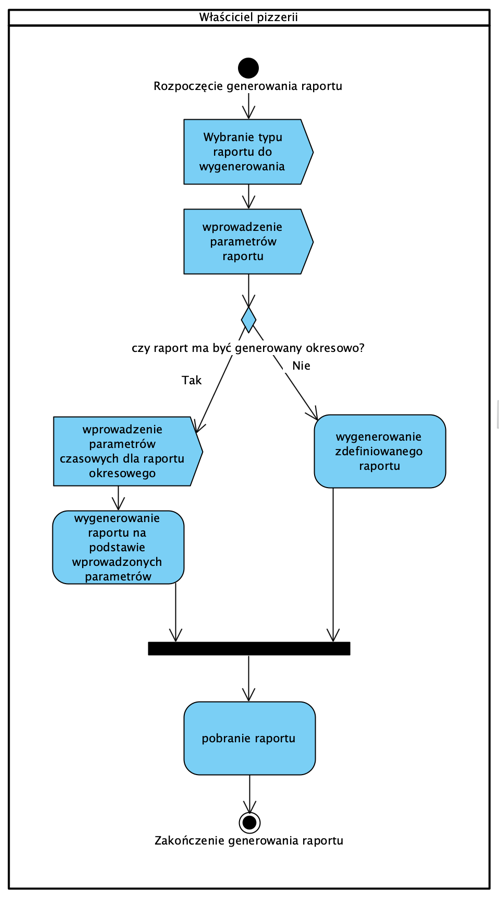 Właściciel pizzerii
Rozpoczęcie generowania raportu
Wybranie typu
raportu do
wygenerowania
wprowadzenie
parametrów
raportu
czy raport ma być generowany okresowo?
Tak
Nie
wprowadzenie
parametrów
czasowych dla raportu
okresowego
wygenerowanie
zdefiniowanego
raportu
wygenerowanie
raportu na
podstawie
wprowadzonych
parametrów
pobranie raportu
Zakończenie generowania raportu